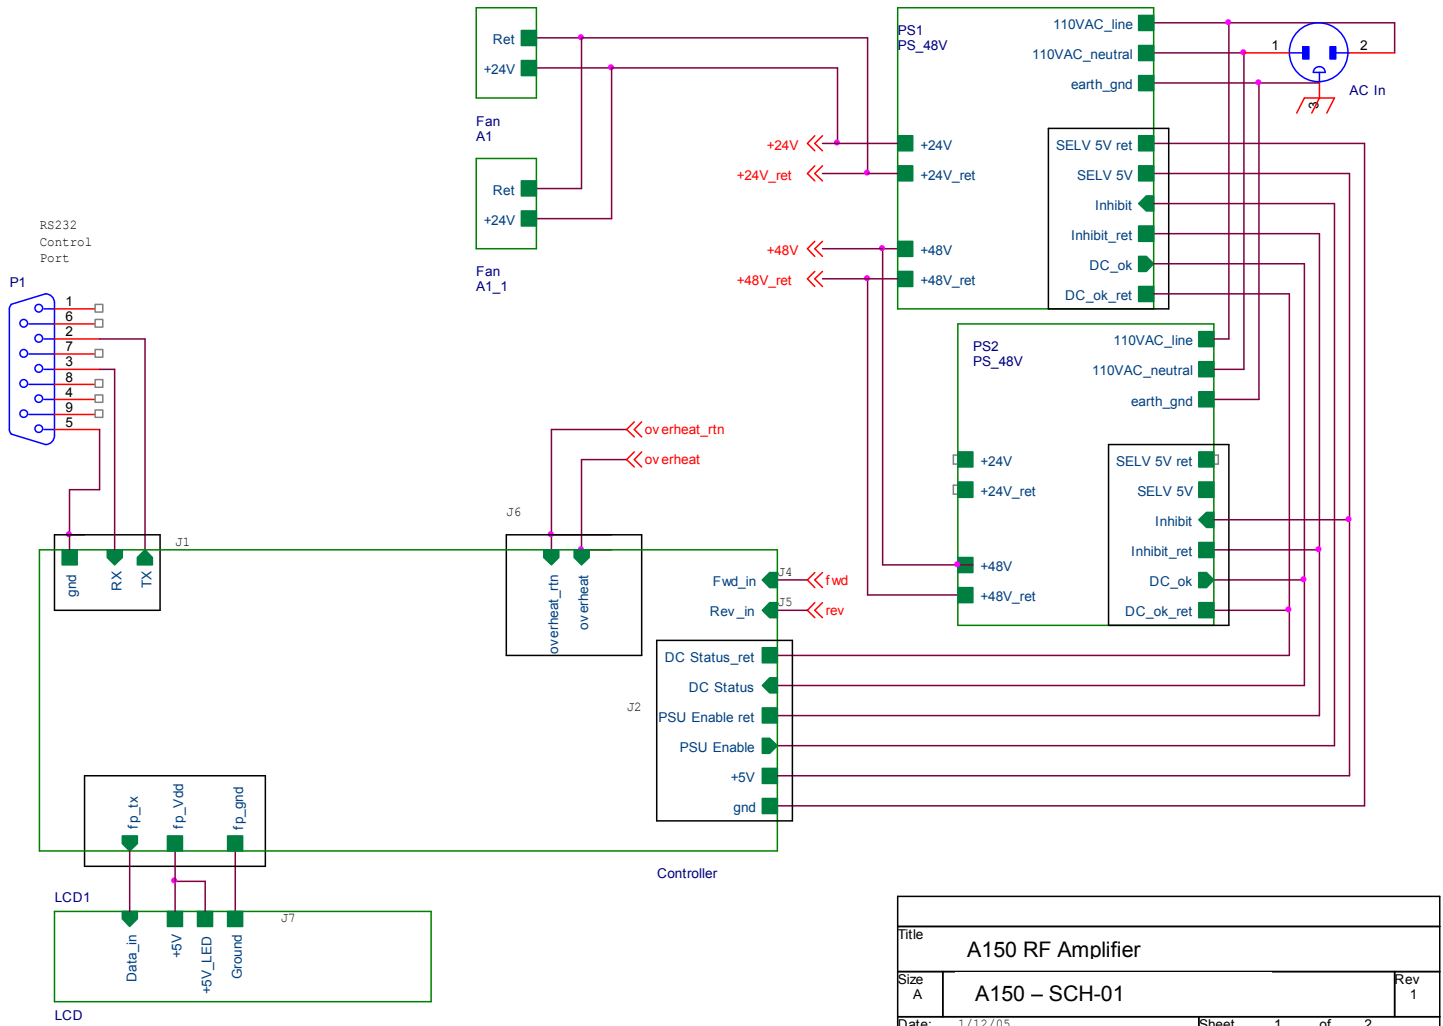 Ret
+24V
Fan
A1
Ret
+24V
Fan
A1_1
PS1
PS_48V
110VAC_line
110VAC_neutral
earth_gnd
1
2
3
AC In
+24V
+24V_ret
+48V
+48V_ret
+24V
+24V_ret
+48V
+48V_ret
SELV 5V ret
SELV 5V
Inhibit
Inhibit_ret
DC_ok
DC_ok_ret
PS2
PS_48V
110VAC_line
110VAC_neutral
earth_gnd
+24V
+24V_ret
+48V
+48V_ret
SELV 5V ret
SELV 5V
Inhibit
Inhibit_ret
DC_ok
DC_ok_ret
RS232
Control
Port
P1
1
6
2
7
3
8
4
9
5
overheat_rtn
overheat
J1
gnd
RX
TX
J6
overheat_rtn
overheat
Fwd_in
J4
fwd
Rev_in
J5
rev
J2
DC Status_ret
DC Status
PSU Enable ret
PSU Enable
+5V
gnd
fp_tx
fp_Vdd
fp_gnd
Controller
LCD1
J7
Data_in
+5V
+5V_LED
Ground
LCD
Title
A150 RF Amplifier
Size
A
A150 – SCH-01
Rev
1
Date:
1/12/05
Sheet 1 of 2